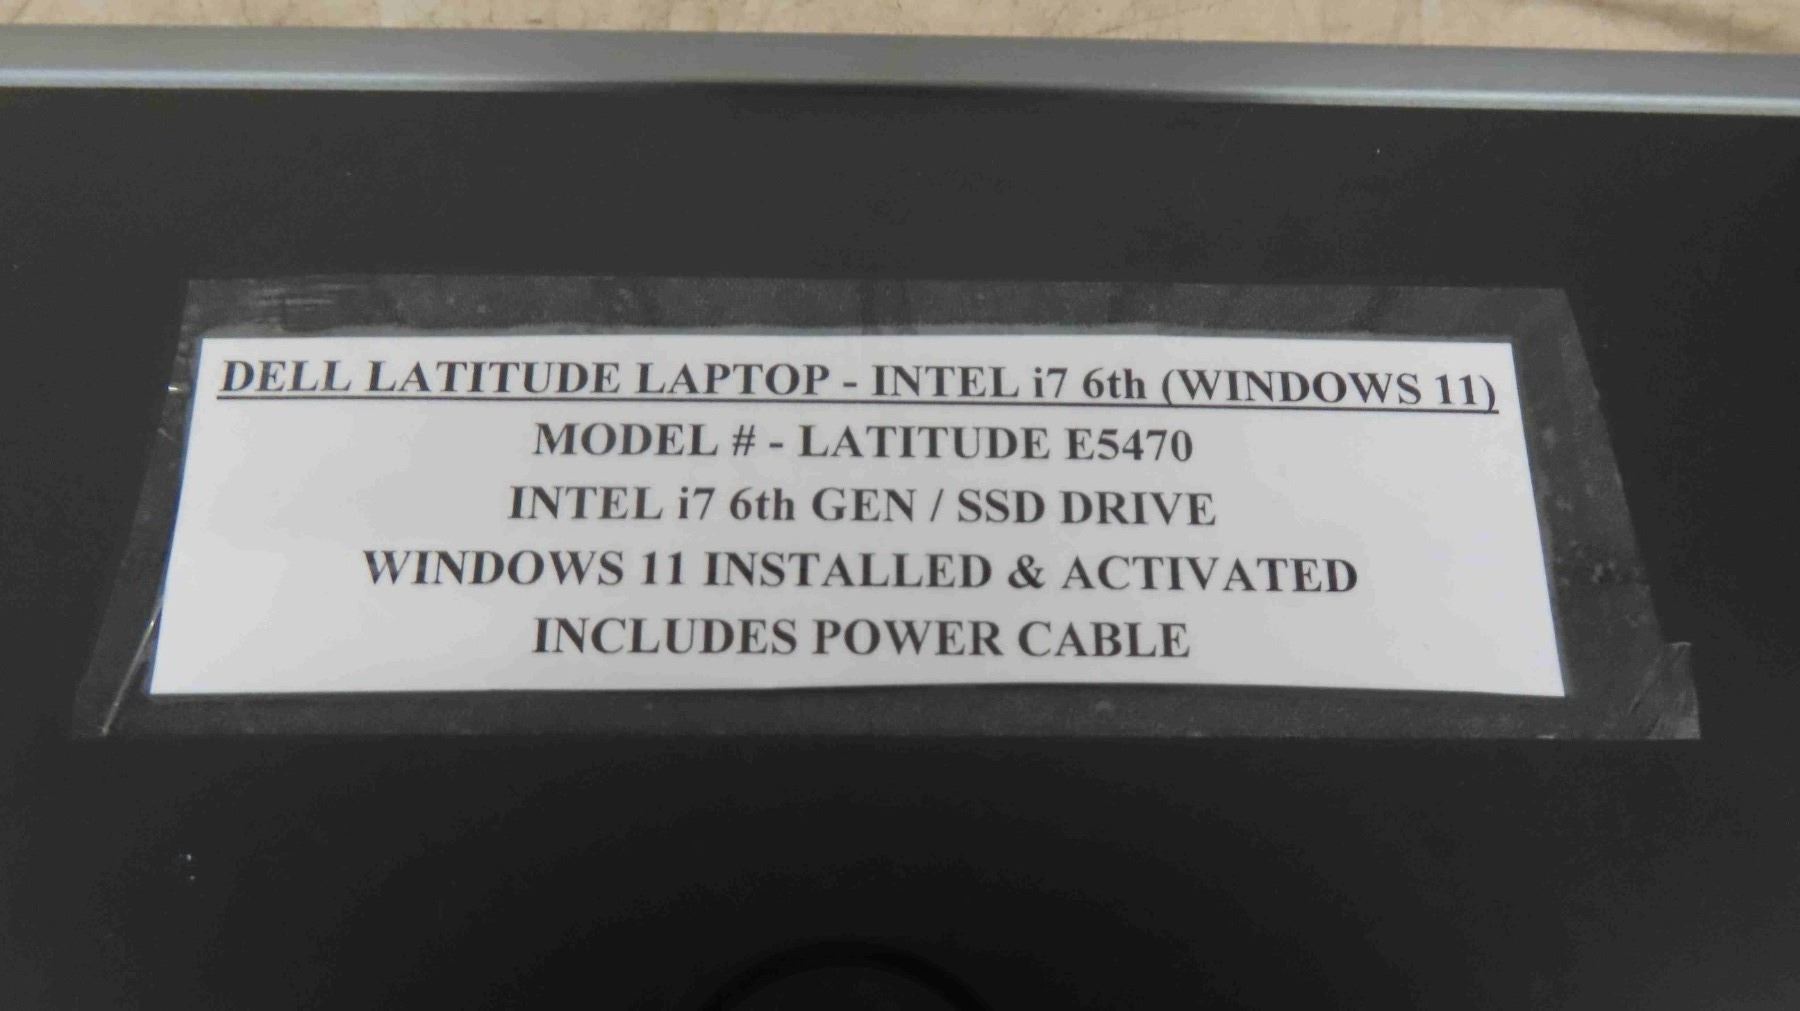 DELL LATITUDE LAPTOP - INTEL i7 6th (WINDOWS 11)
MODEL # - LATITUDE E5470
INTEL i7 6th GEN / SSD DRIVE
WINDOWS 11 INSTALLED & ACTIVATED
INCLUDES POWER CABLE